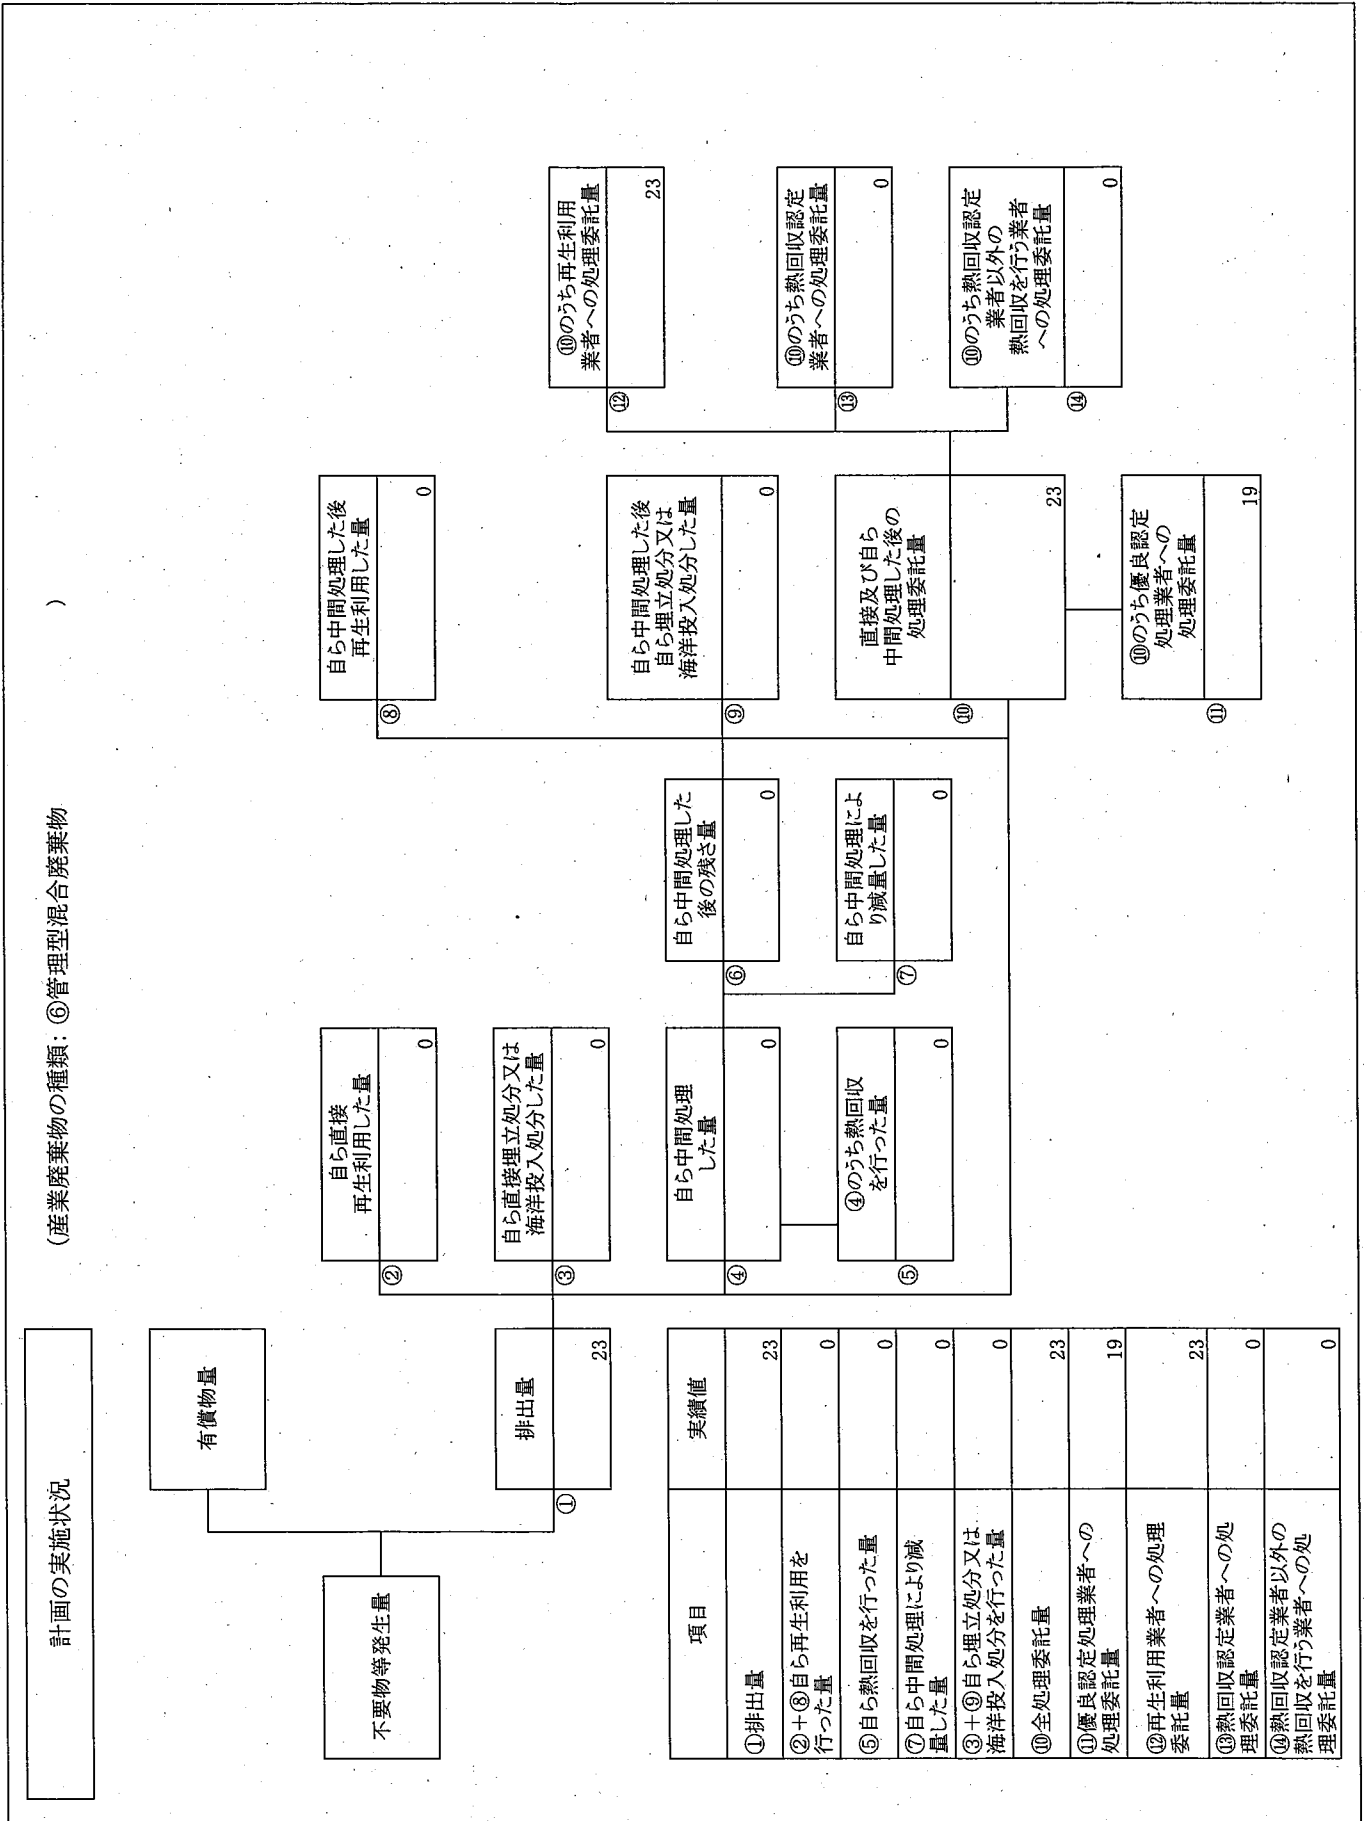 計画の実施状況
(産業廃棄物の種類：⑥管理型混合廃棄物　　　)
有償物量
不要物等発生量
①
排出量
23
②
自ら直接
再生利用した量
0
③
自ら直接埋立処分又は
海洋投入処分した量
0
④
自ら中間処理
した量
0
⑤
④のうち熱回収
を行った量
0
⑥
自ら中間処理した
後の残さ量
0
⑦
自ら中間処理によ
り減量した量
0
⑧
自ら中間処理した後
再生利用した量
0
⑨
自ら中間処理した後
自ら埋立処分又は
海洋投入処分した量
0
⑩
直接及び自ら
中間処理した後の
処理委託量
23
⑪
⑩のうち優良認定
処理業者への
処理委託量
19
⑫
⑩のうち再生利用
業者への処理委託量
23
⑬
⑩のうち熱回収認定
業者への処理委託量
0
⑭
⑩のうち熱回収認定
業者以外の
熱回収を行う業者
への処理委託量
0
項目 実績値
①排出量 23
②+⑧自ら再生利用を
行った量 0
⑤自ら熱回収を行った量 0
⑦自ら中間処理により減
量した量 0
③+⑨自ら埋立処分又は
海洋投入処分を行った量 0
⑩全処理委託量 23
⑪優良認定処理業者への
処理委託量 19
⑫再生利用業者への処理
委託量 23
⑬熱回収認定業者への処
理委託量 0
⑭熱回収認定業者以外の
熱回収を行う業者への処
理委託量 0